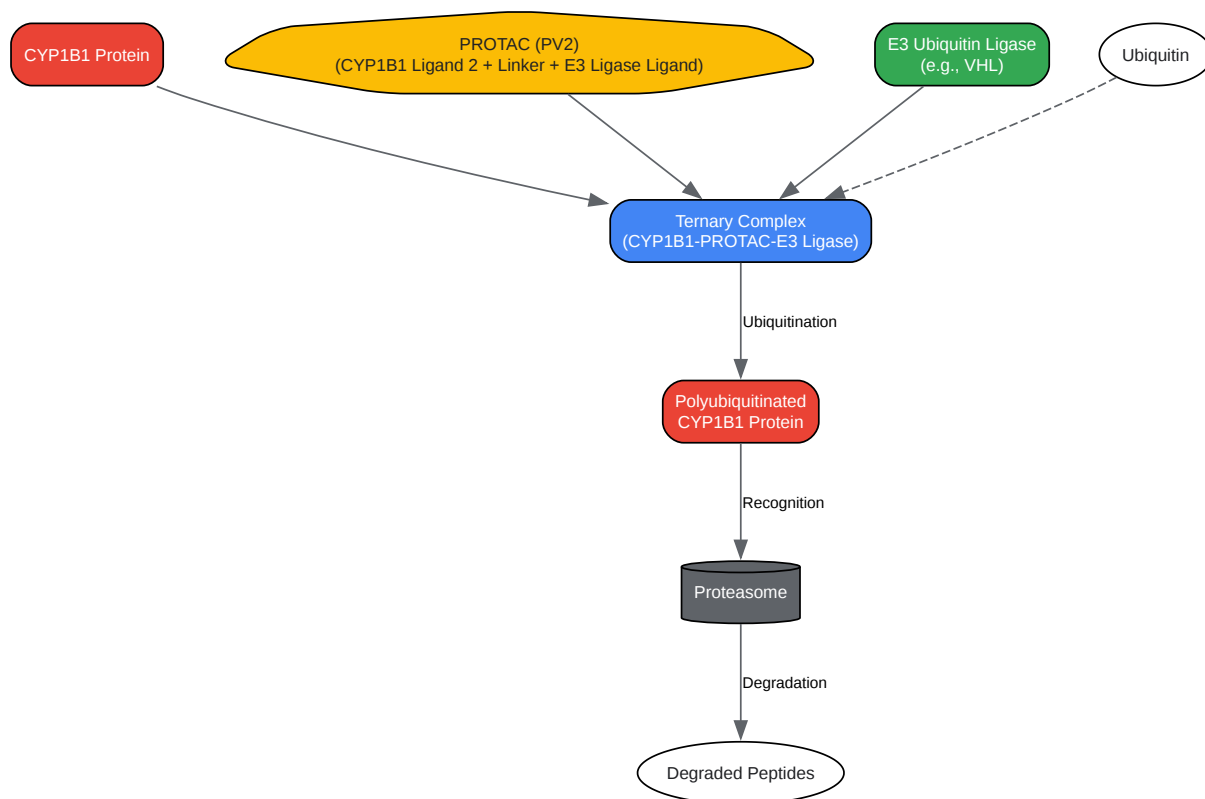 CYP1B1 Protein
PROTAC (PV2)
(CYP1B1 Ligand 2 + Linker + E3 Ligase Ligand)
E3 Ubiquitin Ligase
(e.g., VHL)
Ubiquitin
Ternary Complex
(CYP1B1-PROTAC-E3 Ligase)
Ubiquitination
Polyubiquitinated
CYP1B1 Protein
Recognition
Proteasome
Degradation
Degraded Peptides